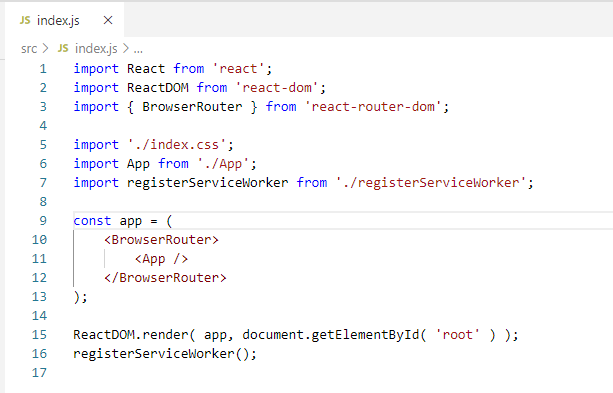 JS index.js ×
src > JS index.js > ...
1 import React from 'react';
2 import ReactDOM from 'react-dom';
3 import { BrowserRouter } from 'react-router-dom';
4
5 import './index.css';
6 import App from './App';
7 import registerServiceWorker from './registerServiceWorker';
8
9 const app = (
10     <BrowserRouter>
11         <App />
12     </BrowserRouter>
13 );
14
15 ReactDOM.render( app, document.getElementById( 'root' ) );
16 registerServiceWorker();
17